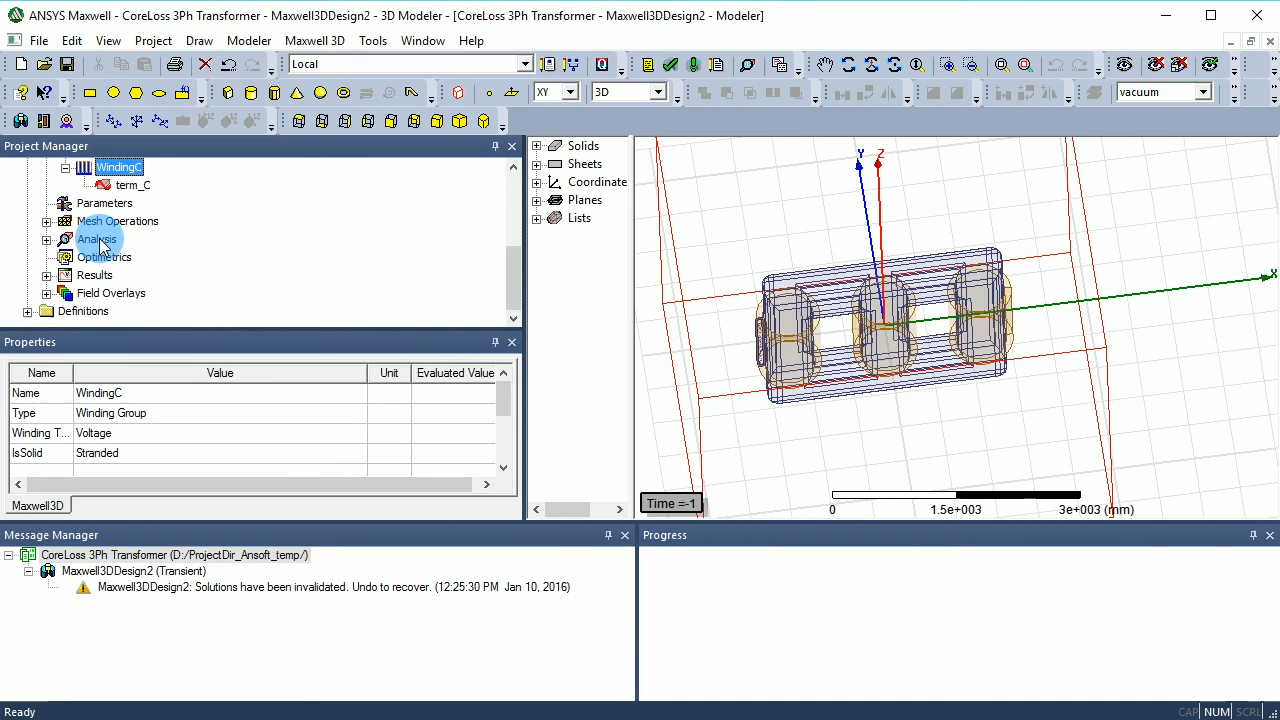 ANSYS Maxwell - CoreLoss 3Ph Transformer - Maxwell3DDesign2 - 3D Modeler - [CoreLoss 3Ph Transformer - Maxwell3DDesign2 - Modeler]
File Edit View Project Draw Modeler Maxwell 3D Tools Window Help
Local
XY 3D vacuum
Project Manager
WindingC
term_C
Parameters
Mesh Operations
Analysis
Optimetrics
Results
Field Overlays
Definitions
Solids
Sheets
Coordinate
Planes
Lists
Y Z
X
Time =-1
0 1.5e+003 3e+003 (mm)
Properties
Name Value Unit Evaluated Value
Name WindingC
Type Winding Group
Winding T... Voltage
IsSolid Stranded
Maxwell3D
Message Manager
CoreLoss 3Ph Transformer (D:/ProjectDir_Ansoft_temp/)
Maxwell3DDesign2 (Transient)
Maxwell3DDesign2: Solutions have been invalidated. Undo to recover. (12:25:30 PM Jan 10, 2016)
Progress
Ready
CAP NUM SCRL